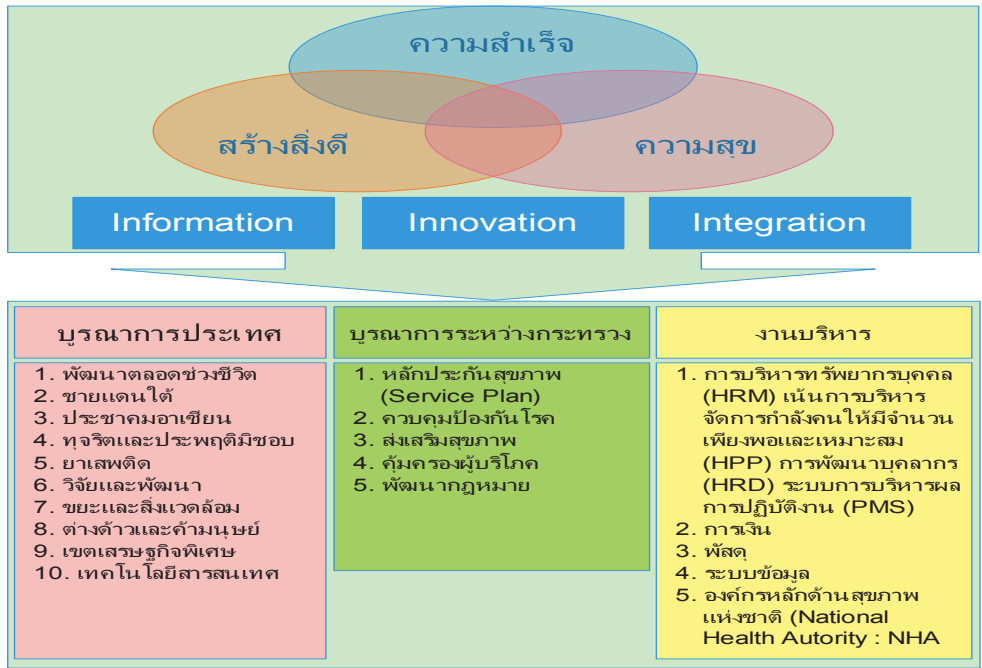 ความสำเร็จ
สร้างสิ่งดี
ความสุข
Information
Innovation
Integration
บูรณาการประเทศ
1. พัฒนาตลอดช่วงชีวิต
2. ชายแดนใต้
3. ประชาคมอาเซียน
4. ทุจริตและประพฤติมิชอบ
5. ยาเสพติด
6. วิจัยและพัฒนา
7. ขยะและสิ่งแวดล้อม
8. ต่างด้าวและค้ามนุษย์
9. เขตเศรษฐกิจพิเศษ
10. เทคโนโลยีสารสนเทศ
บูรณาการระหว่างกระทรวง
1. หลักประกันสุขภาพ
(Service Plan)
2. ควบคุมป้องกันโรค
3. ส่งเสริมสุขภาพ
4. คุ้มครองผู้บริโภค
5. พัฒนากฎหมาย
งานบริหาร
1. การบริหารทรัพยากรบุคคล
(HRM) เน้นการบริหาร
จัดการกำลังคนให้มีจำนวน
เพียงพอและเหมาะสม
(HPP) การพัฒนาบุคลากร
(HRD) ระบบการบริหารผล
การปฏิบัติงาน (PMS)
2. การเงิน
3. พัสดุ
4. ระบบข้อมูล
5. องค์กรหลักด้านสุขภาพ
แห่งชาติ (National
Health Autority : NHA